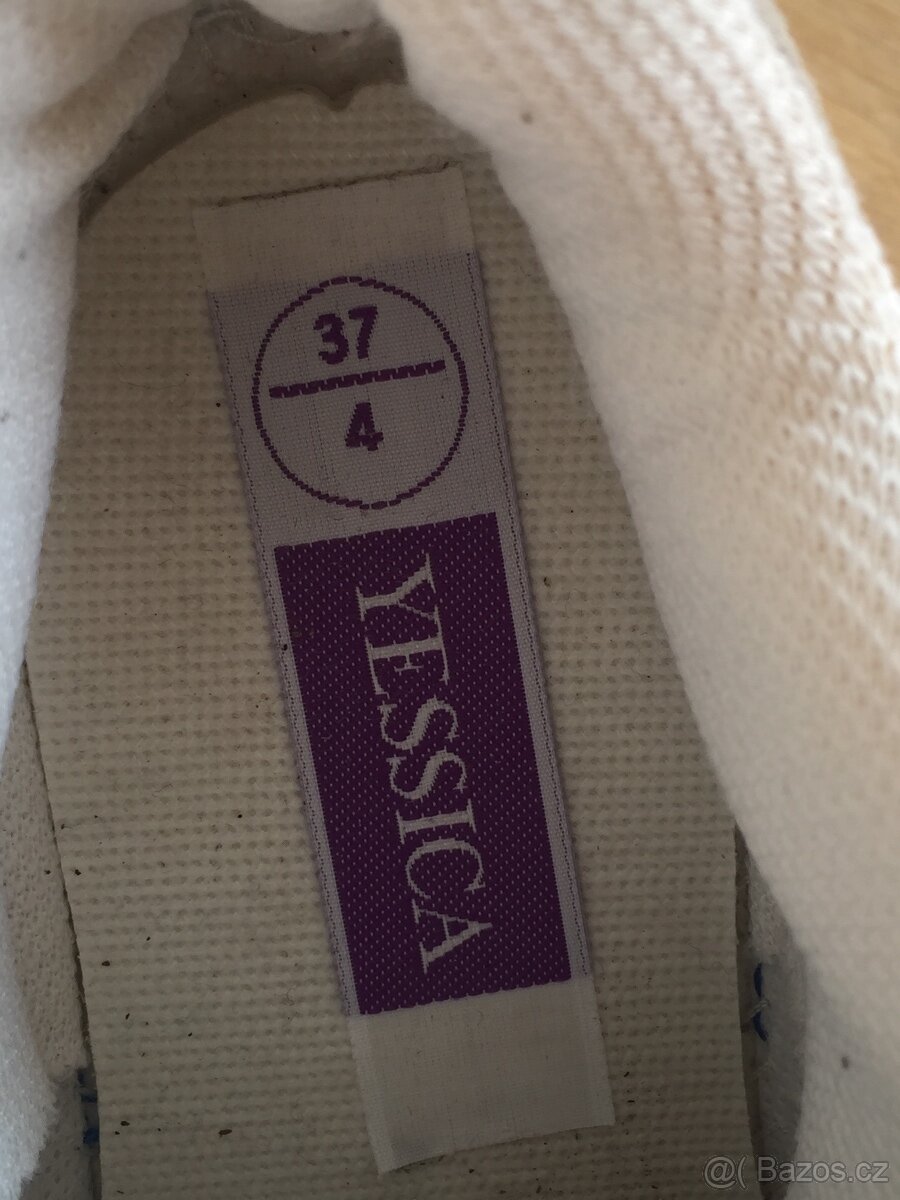 37
4
YESSICA
@( Bazos.cz